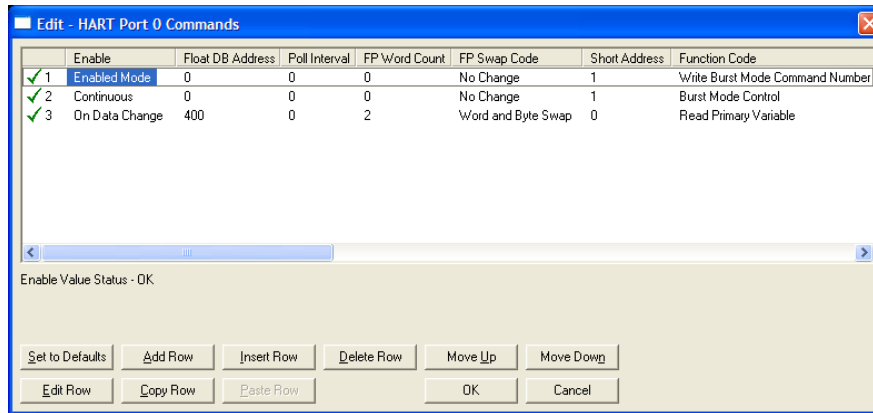 Edit - HART Port 0 Commands
Enable Float DB Address Poll Interval FP Word Count FP Swap Code Short Address Function Code
1 Enabled Mode 0 0 0 No Change 1 Write Burst Mode Command Number
2 Continuous 0 0 0 No Change 1 Burst Mode Control
3 On Data Change 400 0 2 Word and Byte Swap 0 Read Primary Variable
Enable Value Status - OK
Set to Defaults Add Row Insert Row Delete Row Move Up Move Down
Edit Row Copy Row Paste Row OK Cancel